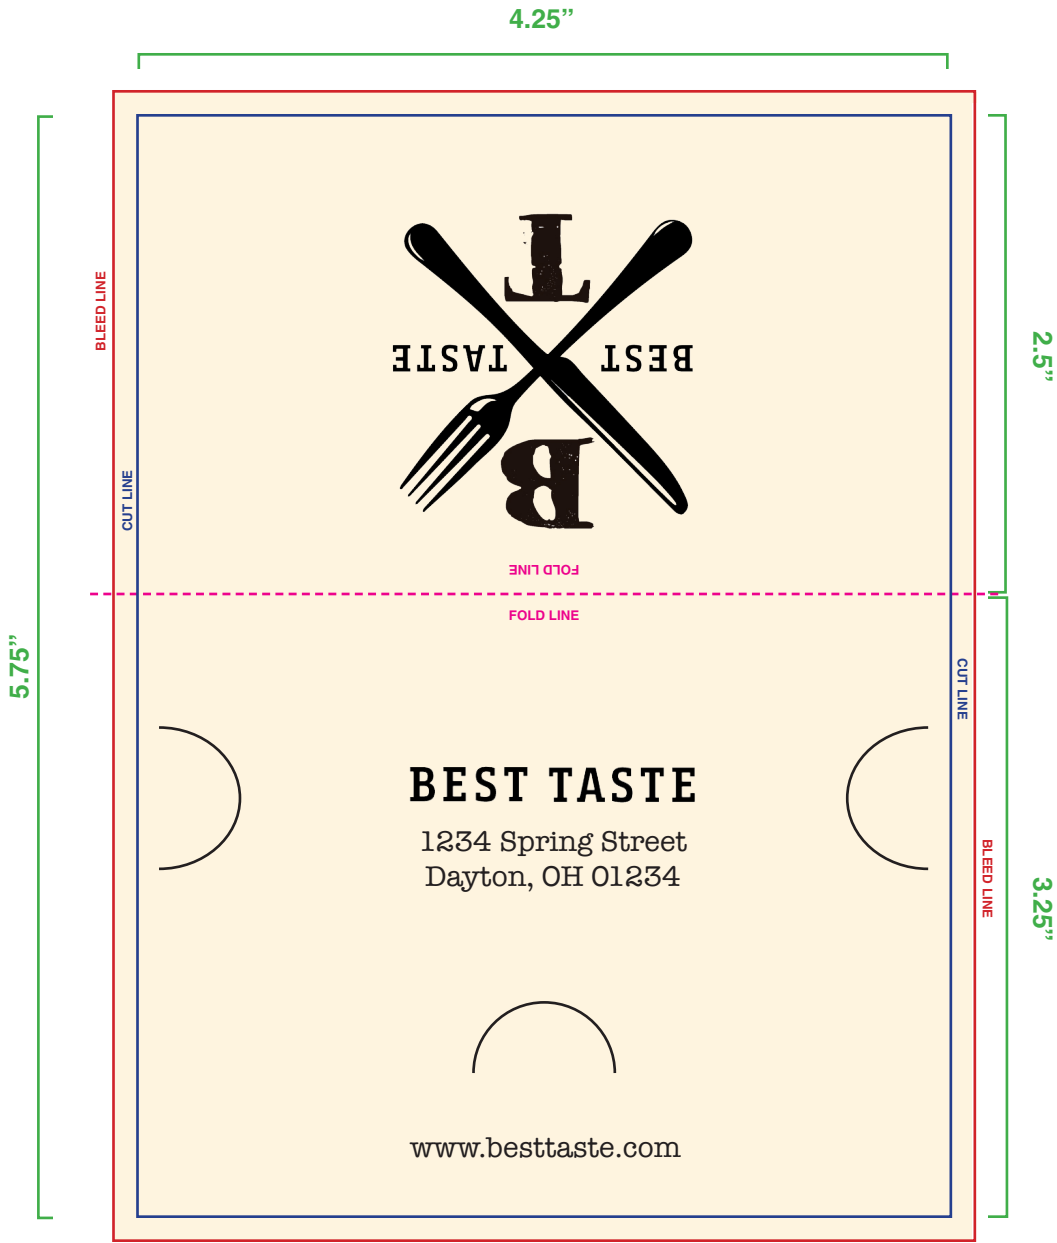 4.25”
BLEED LINE
T
BEST TASTE
2.5”
B
CUT LINE
FOLD LINE
FOLD LINE
5.75”
CUT LINE
BEST TASTE
1234 Spring Street
Dayton, OH 01234
BLEED LINE
3.25”
www.besttaste.com